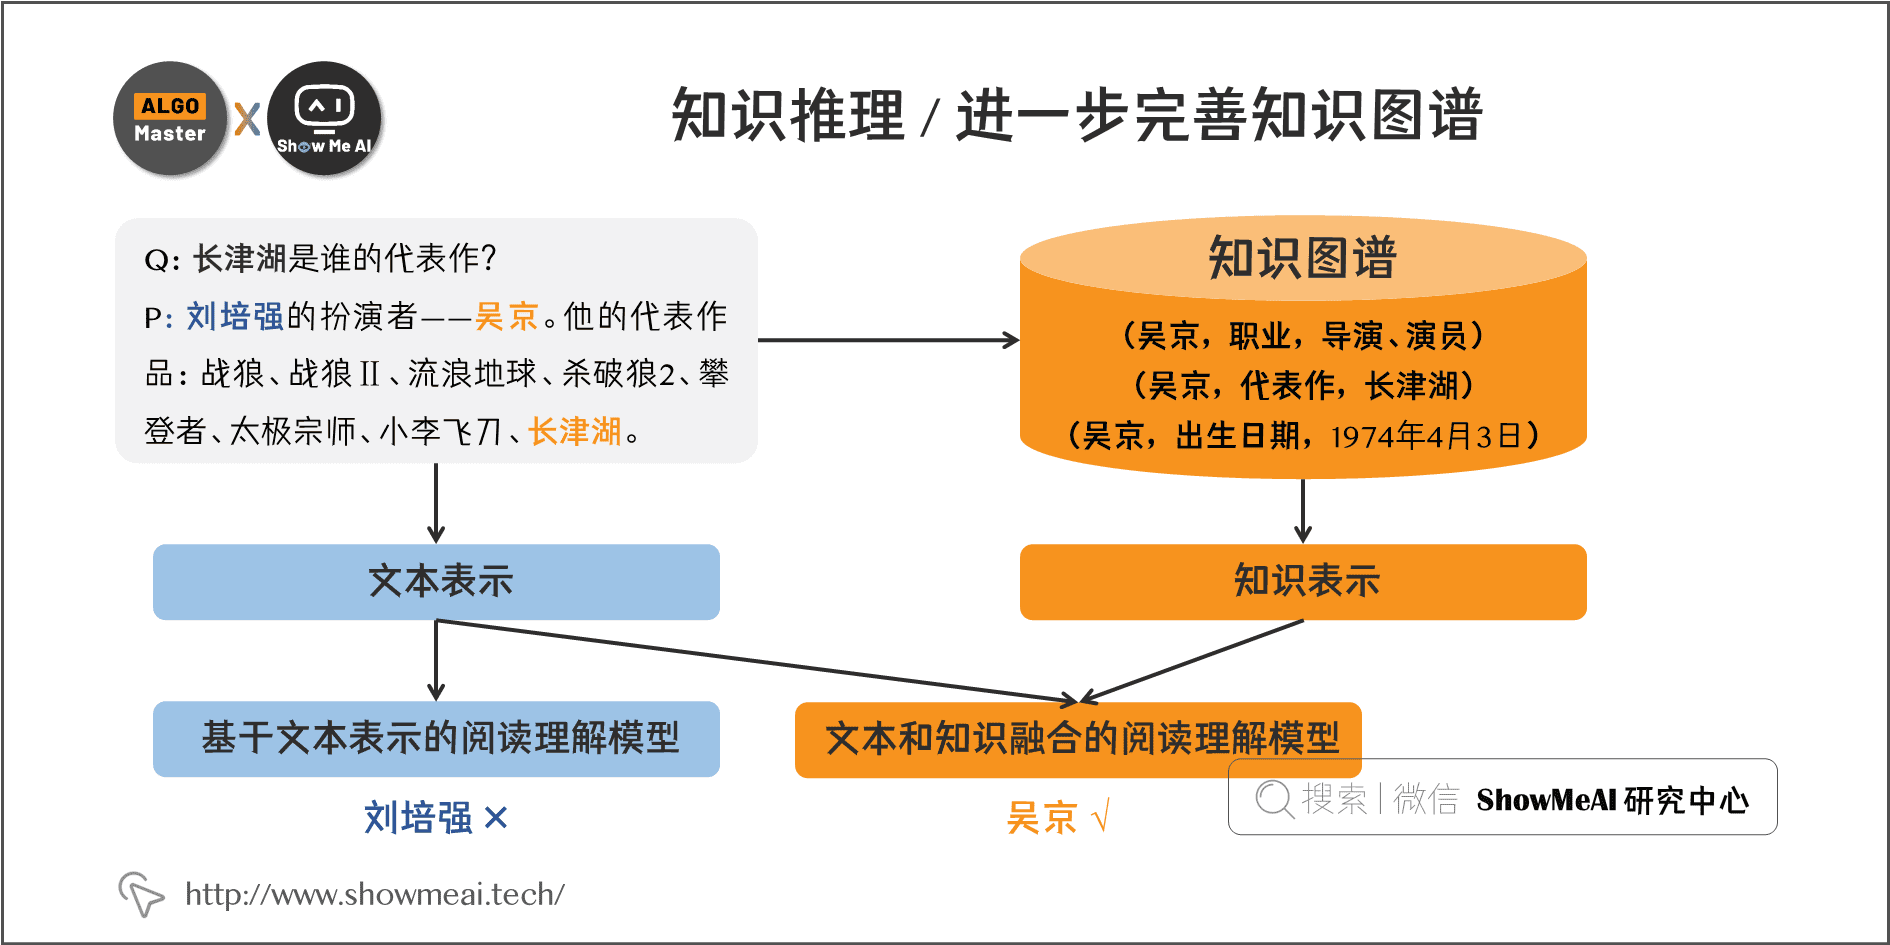 ALGO
Master
X
Show Me AI
知识推理 / 进一步完善知识图谱
Q: 长津湖是谁的代表作?
P: 刘培强的扮演者——吴京。他的代表作
品: 战狼、战狼Ⅱ、流浪地球、杀破狼2、攀
登者、太极宗师、小李飞刀、长津湖。
知识图谱
(吴京, 职业, 导演、演员)
(吴京, 代表作, 长津湖)
(吴京, 出生日期, 1974年4月3日)
文本表示
知识表示
基于文本表示的阅读理解模型
文本和知识融合的阅读理解模型
刘培强 ×
吴京 √
搜索 | 微信 ShowMeAI 研究中心
http://www.showmeai.tech/